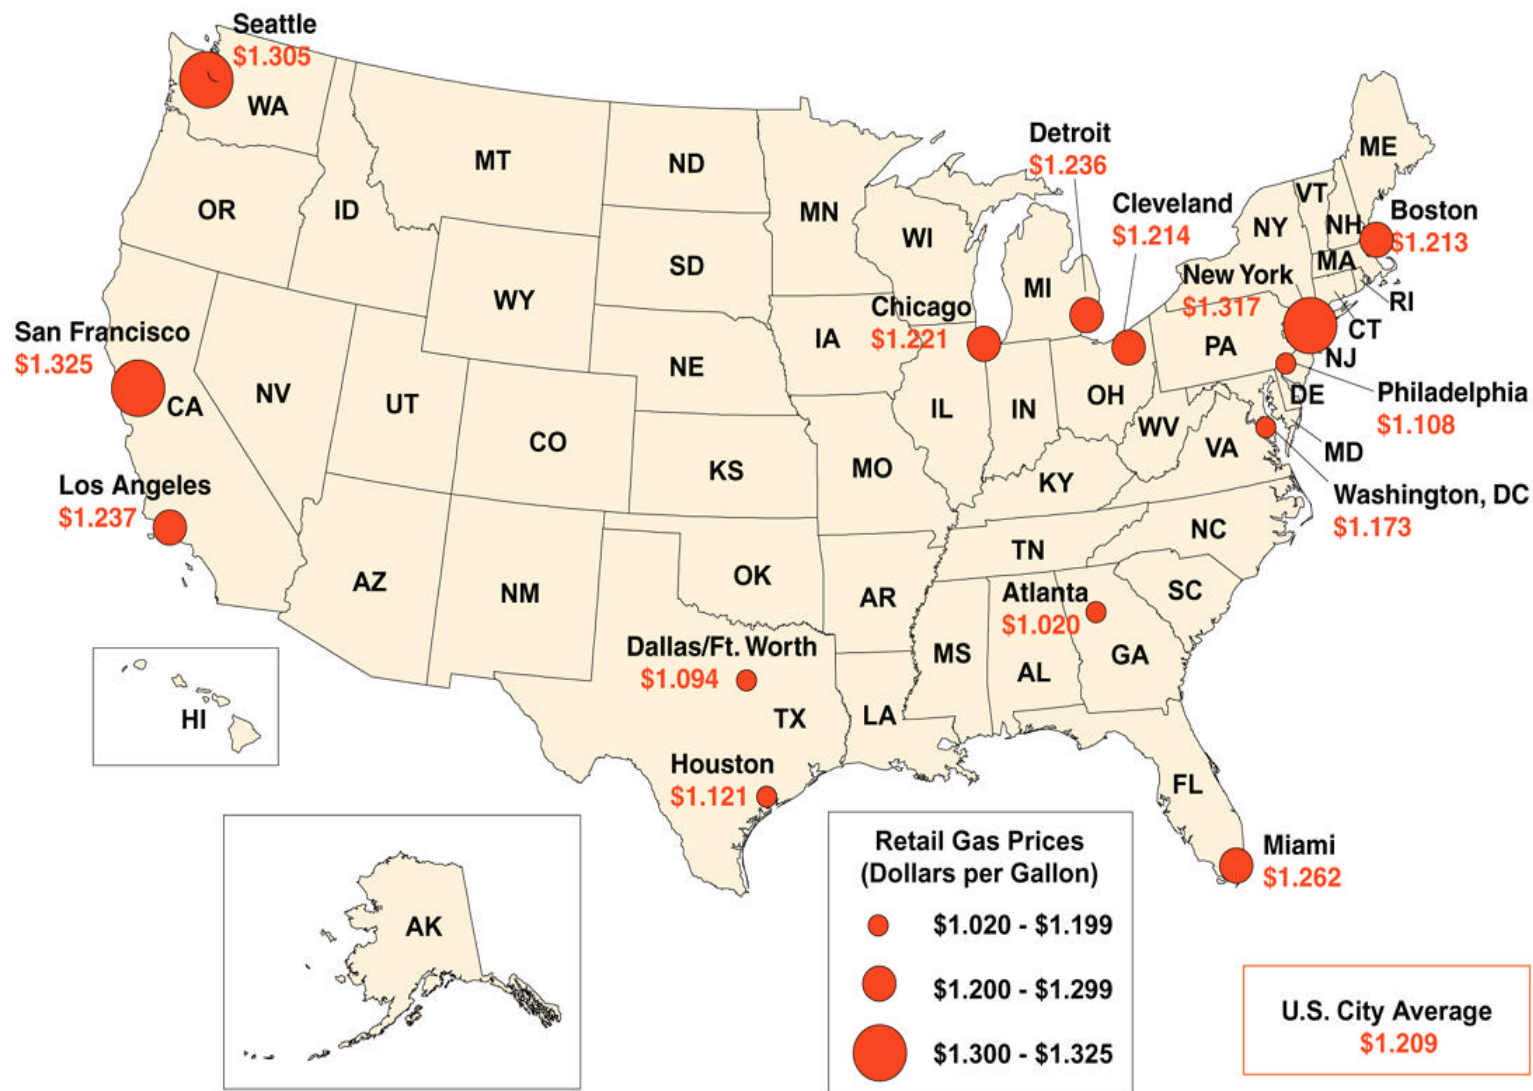 Seattle
$1.305
WA
MT
ND
MN
OR
ID
WY
SD
WI
MI
Detroit
$1.236
Cleveland
$1.214
ME
VT
NH
NY
Boston
$1.213
MA
RI
CT
New York
$1.317
Chicago
$1.221
San Francisco
$1.325
CA
NV
UT
CO
NE
IA
IL
IN
OH
PA
NJ
DE
Philadelphia
$1.108
MD
Washington, DC
$1.173
WV
VA
KY
MO
KS
Los Angeles
$1.237
AZ
NM
OK
AR
TN
NC
SC
Atlanta
$1.020
GA
AL
MS
LA
Dallas/Ft. Worth
$1.094
TX
Houston
$1.121
HI
AK
FL
Miami
$1.262
Retail Gas Prices
(Dollars per Gallon)
$1.020 - $1.199
$1.200 - $1.299
$1.300 - $1.325
U.S. City Average
$1.209